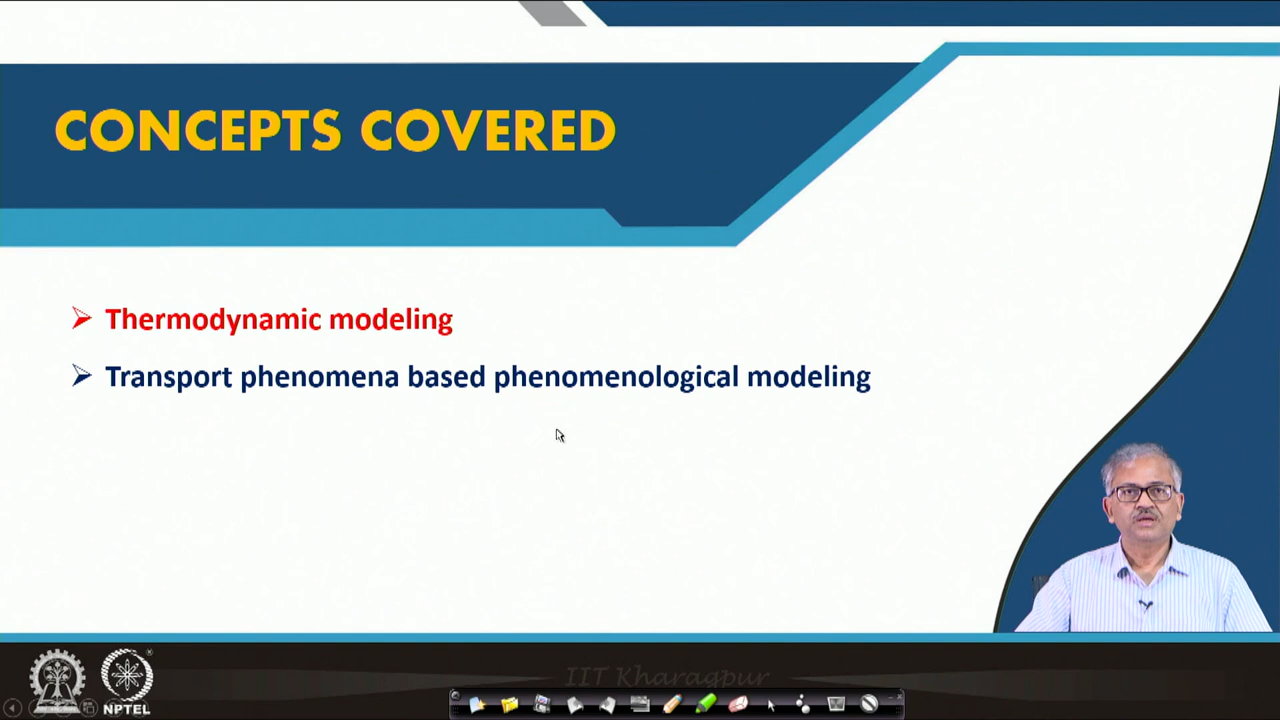 CONCEPTS COVERED
Thermodynamic modeling
Transport phenomena based phenomenological modeling
IIT Kharagpur
NPTEL